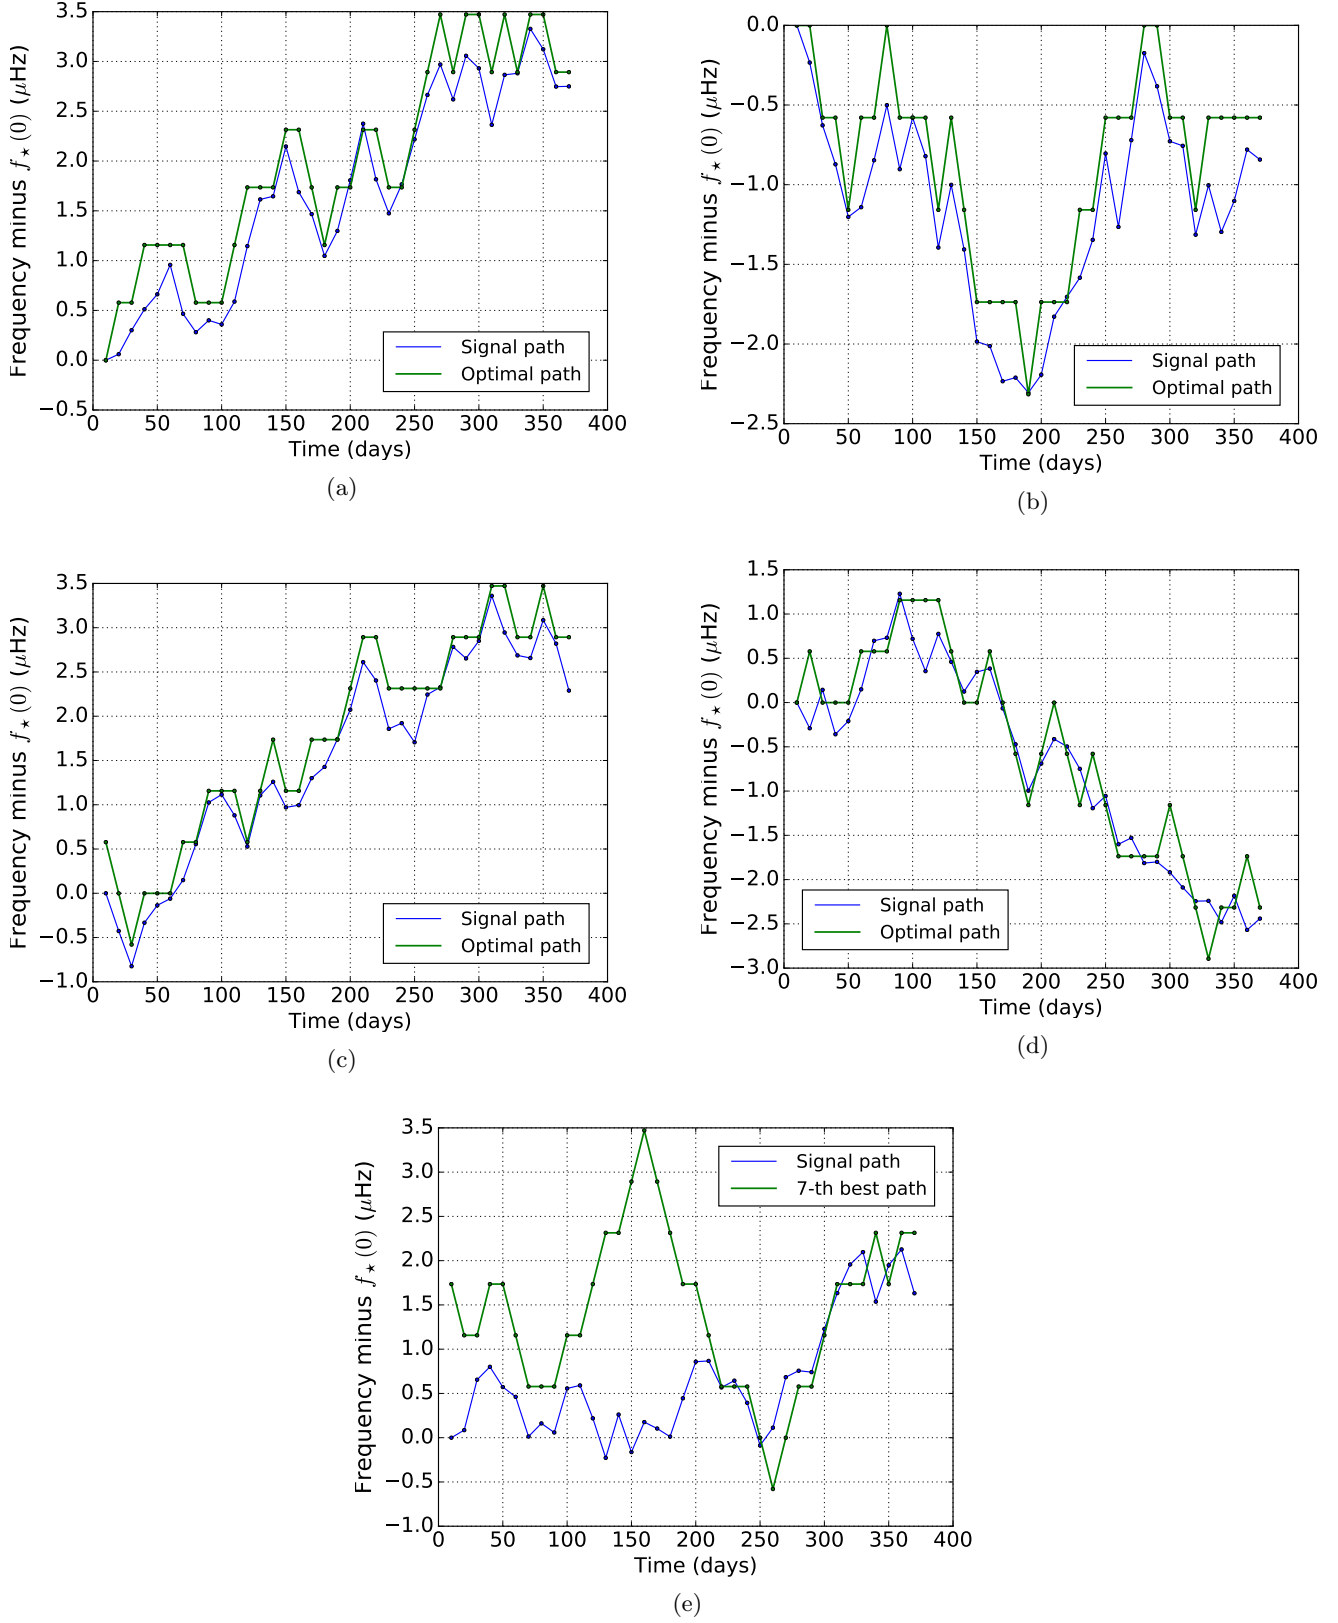 3.5
3.0
2.5
2.0
1.5
1.0
0.5
0.0
−0.5
0 50 100 150 200 250 300 350 400
Time (days)
Frequency minus f⋆(0) (μHz)
Signal path
Optimal path
(a)
0.0
−0.5
−1.0
−1.5
−2.0
−2.5
0 50 100 150 200 250 300 350 400
Time (days)
Frequency minus f⋆(0) (μHz)
Signal path
Optimal path
(b)
3.5
3.0
2.5
2.0
1.5
1.0
0.5
0.0
−0.5
−1.0
0 50 100 150 200 250 300 350 400
Time (days)
Frequency minus f⋆(0) (μHz)
Signal path
Optimal path
(c)
1.5
1.0
0.5
0.0
−0.5
−1.0
−1.5
−2.0
−2.5
−3.0
0 50 100 150 200 250 300 350 400
Time (days)
Frequency minus f⋆(0) (μHz)
Signal path
Optimal path
(d)
3.5
3.0
2.5
2.0
1.5
1.0
0.5
0.0
−0.5
−1.0
0 50 100 150 200 250 300 350 400
Time (days)
Frequency minus f⋆(0) (μHz)
Signal path
7-th best path
(e)